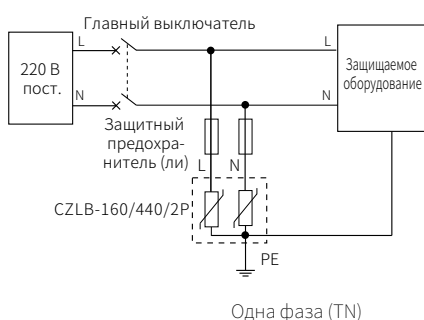 Главный выключатель
L
L
220 В
пост.
Защищаемое
оборудование
N
N
Защитный
предохра-
нитель (ли)
L
N
CZLB-160/440/2P
PE
Одна фаза (TN)